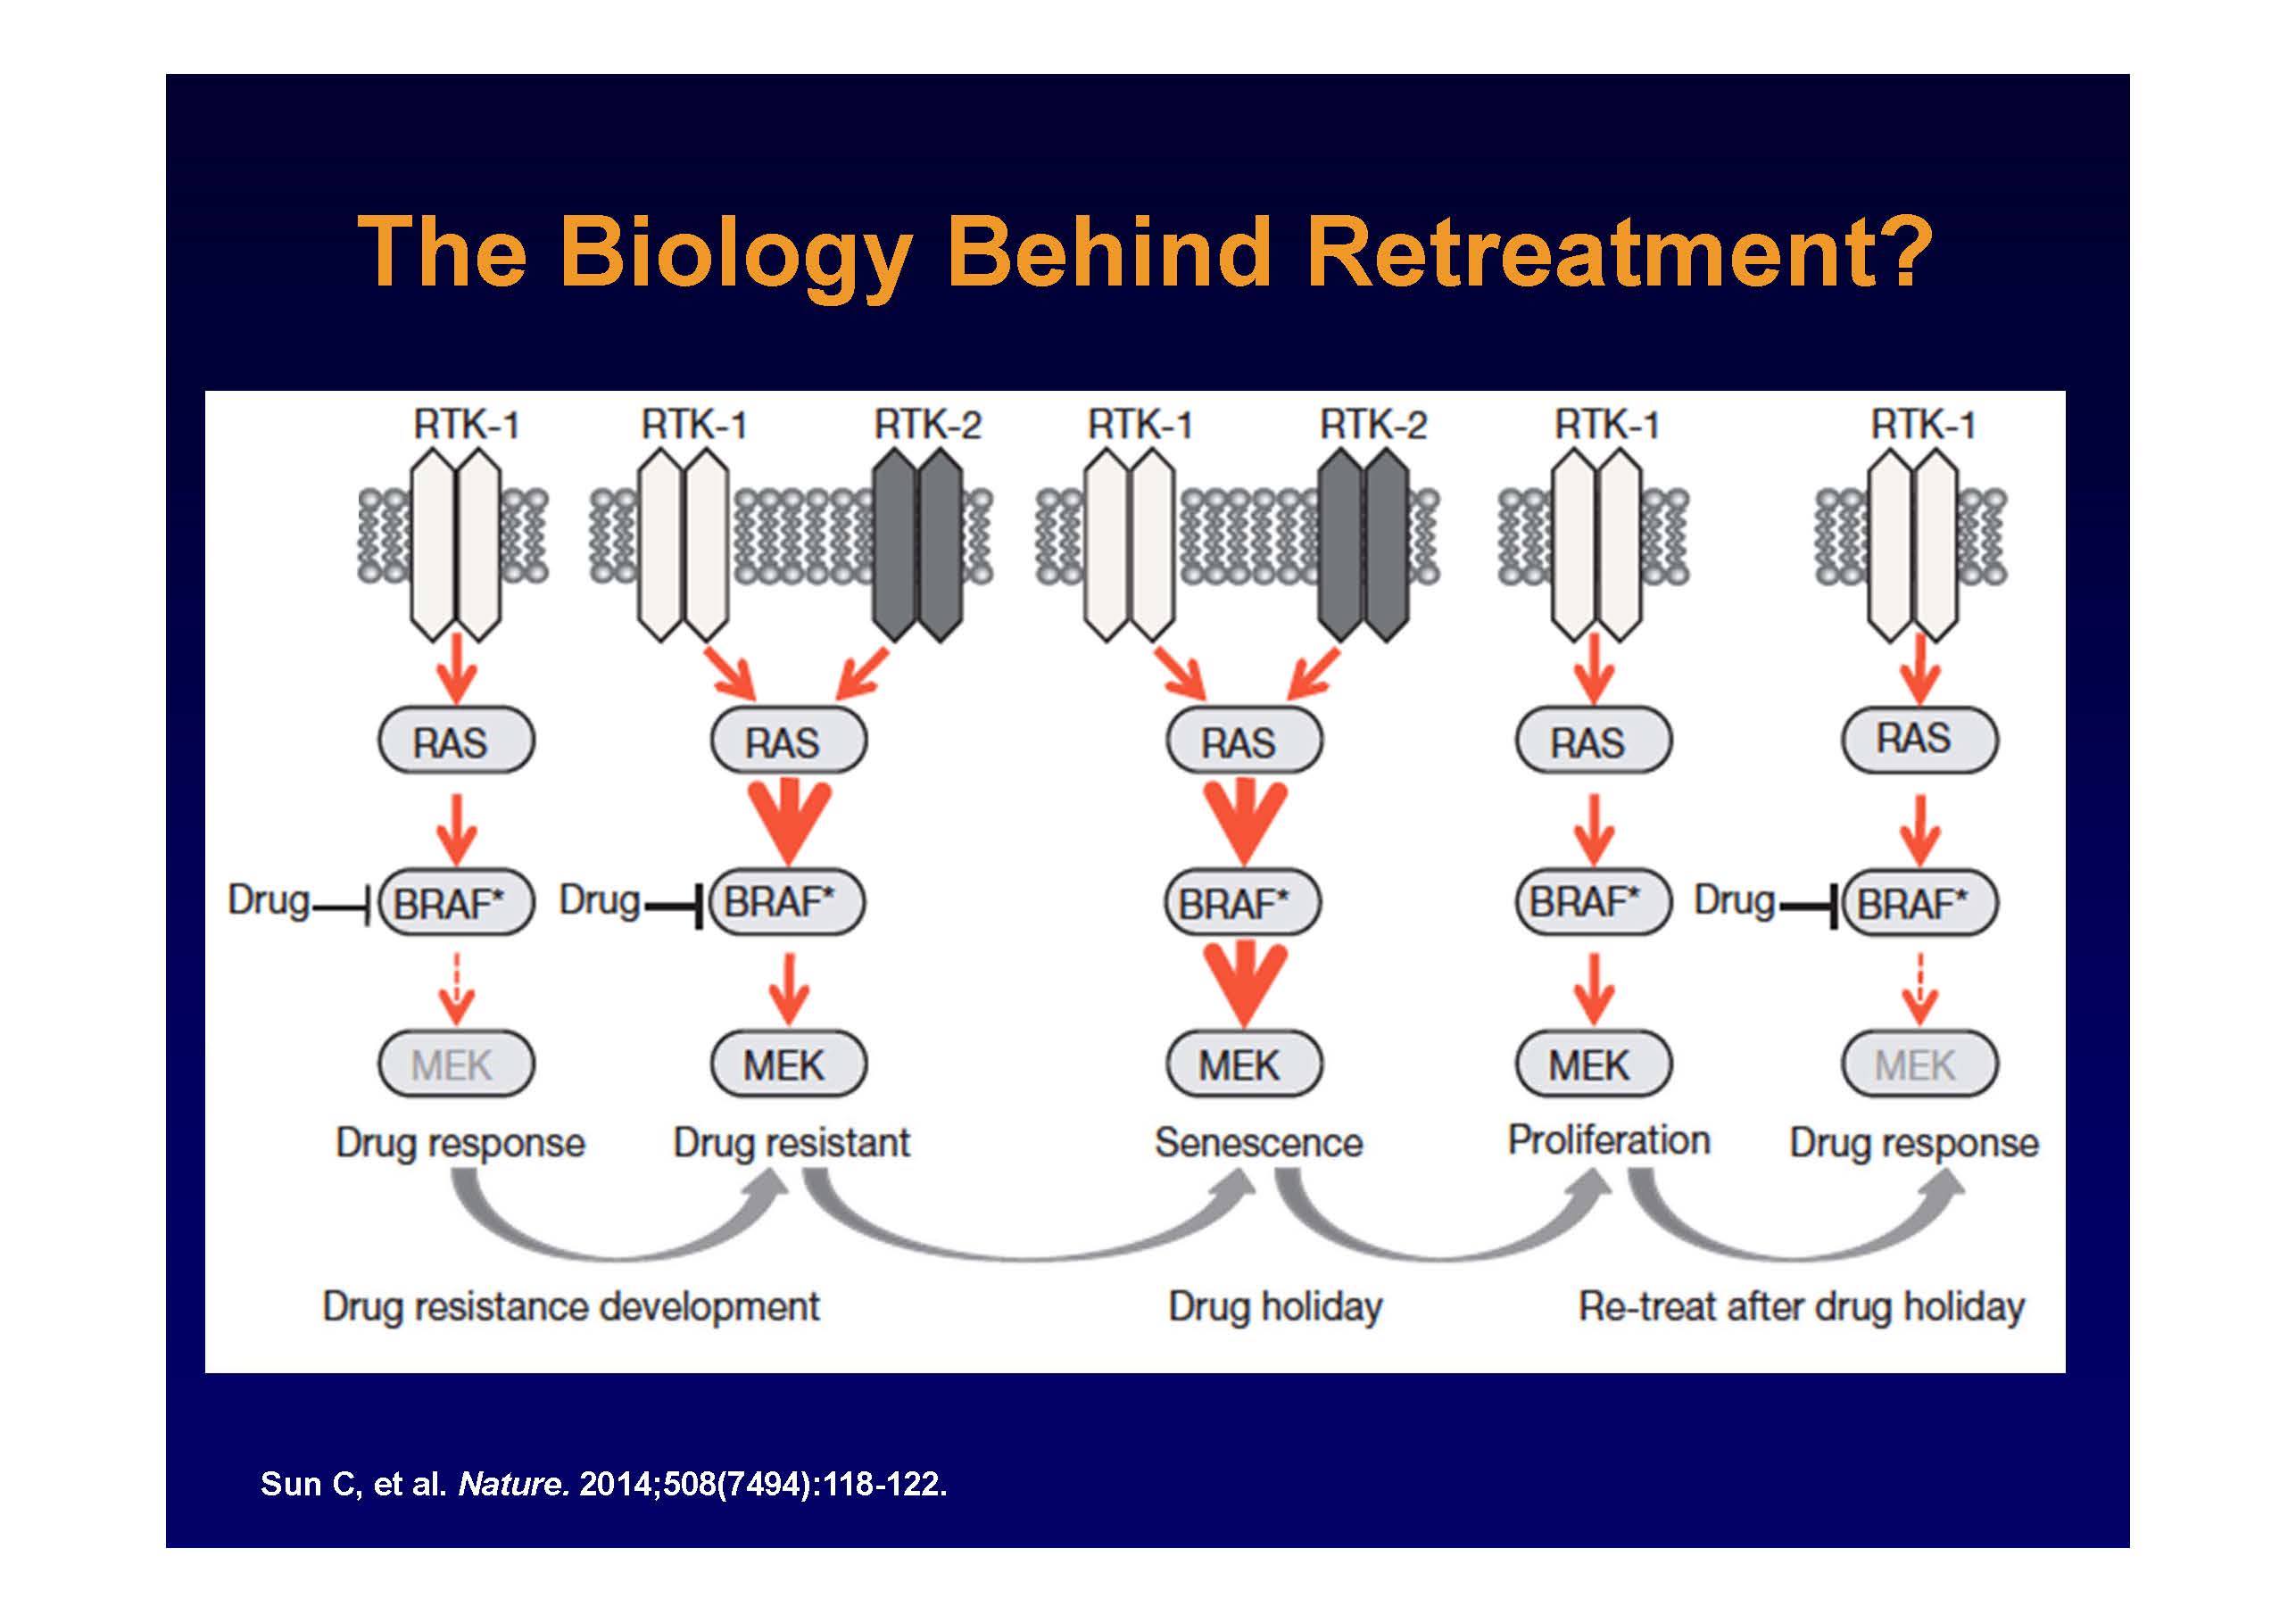 The Biology Behind Retreatment?
RTK-1 RTK-1 RTK-2 RTK-1 RTK-2 RTK-1 RTK-1
RAS RAS RAS RAS RAS
Drug BRAF* Drug BRAF* BRAF* BRAF* Drug BRAF*
MEK MEK MEK MEK MEK
Drug response Drug resistant Senescence Proliferation Drug response
Drug resistance development Drug holiday Re-treat after drug holiday
Sun C, et al. Nature. 2014;508(7494):118-122.